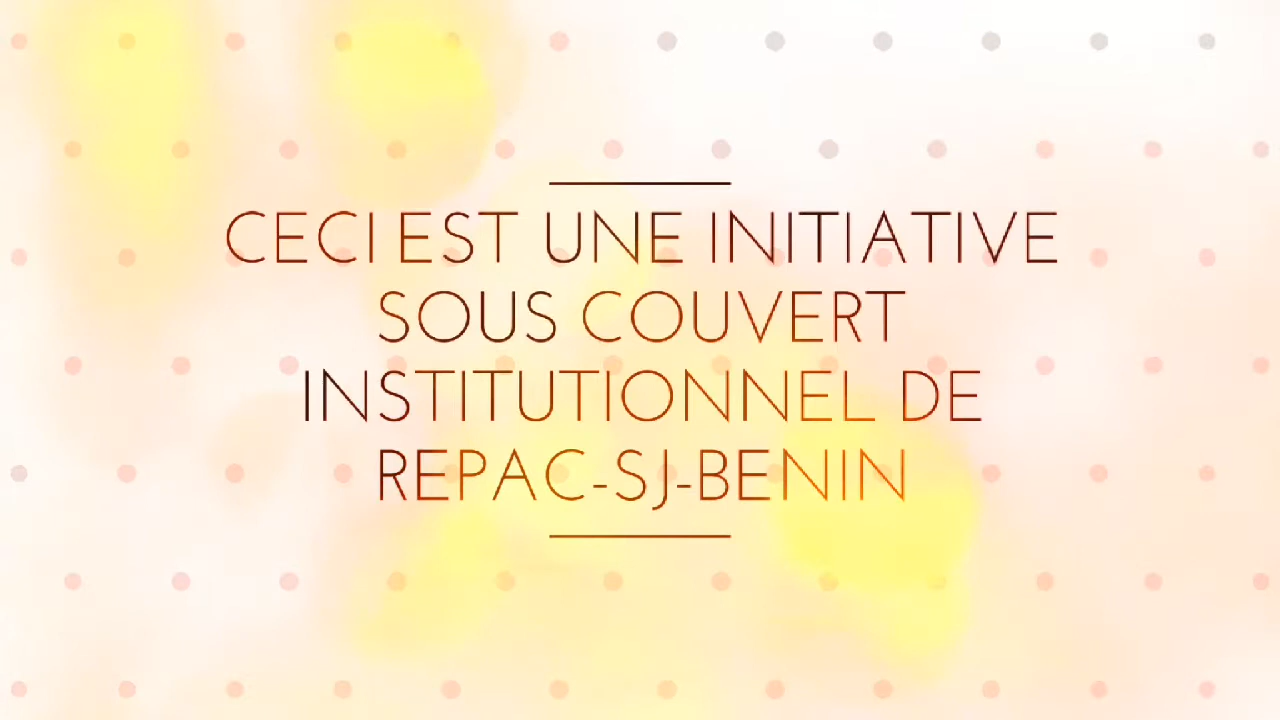 CECI EST UNE INITIATIVE
SOUS COUVERT
INSTITUTIONNEL DE
REPAC-SJ-BENIN